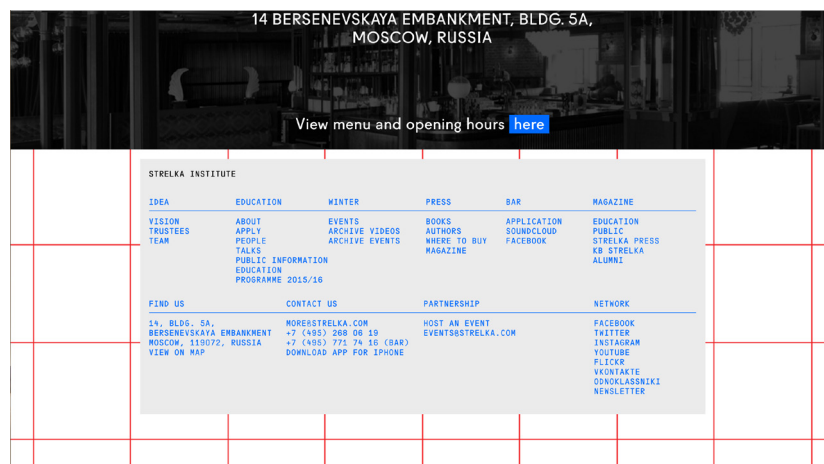 14 BERSENEVSKAYA EMBANKMENT, BLDG. 5A,
MOSCOW, RUSSIA
View menu and opening hours here
STRELKA INSTITUTE
IDEA EDUCATION WINTER PRESS BAR MAGAZINE
VISION ABOUT EVENTS BOOKS APPLICATION EDUCATION
TRUSTEES APPLY ARCHIVE VIDEOS AUTHORS SOUNDCLOUD PUBLIC
TEAM PEOPLE ARCHIVE EVENTS WHERE TO BUY FACEBOOK STRELKA PRESS
TALKS MAGAZINE KB STRELKA
PUBLIC INFORMATION ALUMNI
EDUCATION
PROGRAMME 2015/16
FIND US CONTACT US PARTNERSHIP NETWORK
14, BLDG. 5A, MORE@STRELKA.COM HOST AN EVENT FACEBOOK
BERSENEVSKAYA EMBANKMENT +7 (495) 268 06 19 EVENTS@STRELKA.COM TWITTER
MOSCOW, 119072, RUSSIA +7 (495) 771 74 16 (BAR) INSTAGRAM
VIEW ON MAP DOWNLOAD APP FOR IPHONE YOUTUBE
FLICKR
VKONTAKTE
ODNOKLASSNIKI
NEWSLETTER